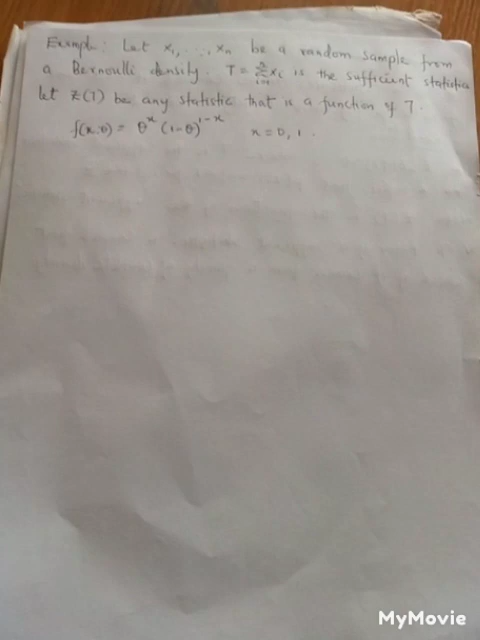 Example: Let x₁, ..., xₙ be a random sample from
a Bernoulli density. T = Σᵢ₌₁ⁿ xᵢ is the sufficient statistic
let Z(T) be any statistic that is a function of T.
f(x;θ) = θˣ (1-θ)¹⁻ˣ x = 0, 1.
MyMovie